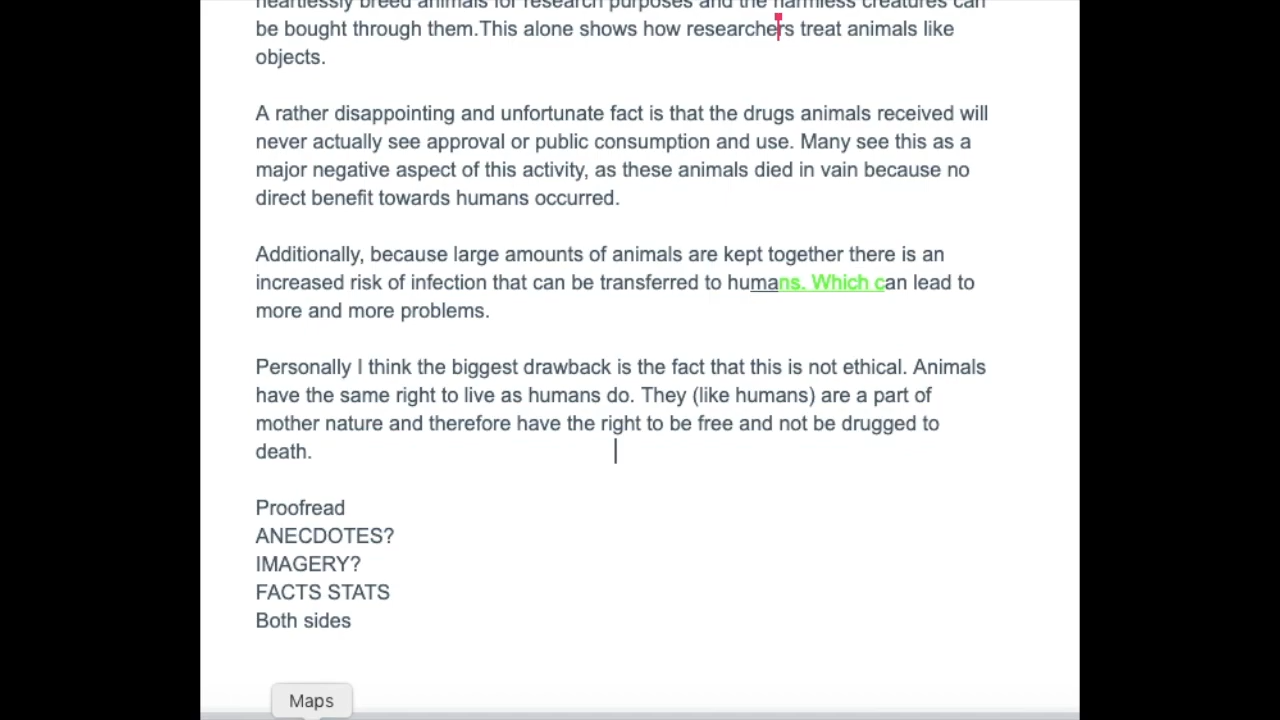 heartlessly breed animals for research purposes and the harmless creatures can
be bought through them.This alone shows how researchers treat animals like
objects.
A rather disappointing and unfortunate fact is that the drugs animals received will
never actually see approval or public consumption and use. Many see this as a
major negative aspect of this activity, as these animals died in vain because no
direct benefit towards humans occurred.
Additionally, because large amounts of animals are kept together there is an
increased risk of infection that can be transferred to humans. Which can lead to
more and more problems.
Personally I think the biggest drawback is the fact that this is not ethical. Animals
have the same right to live as humans do. They (like humans) are a part of
mother nature and therefore have the right to be free and not be drugged to
death.
Proofread
ANECDOTES?
IMAGERY?
FACTS STATS
Both sides
Maps